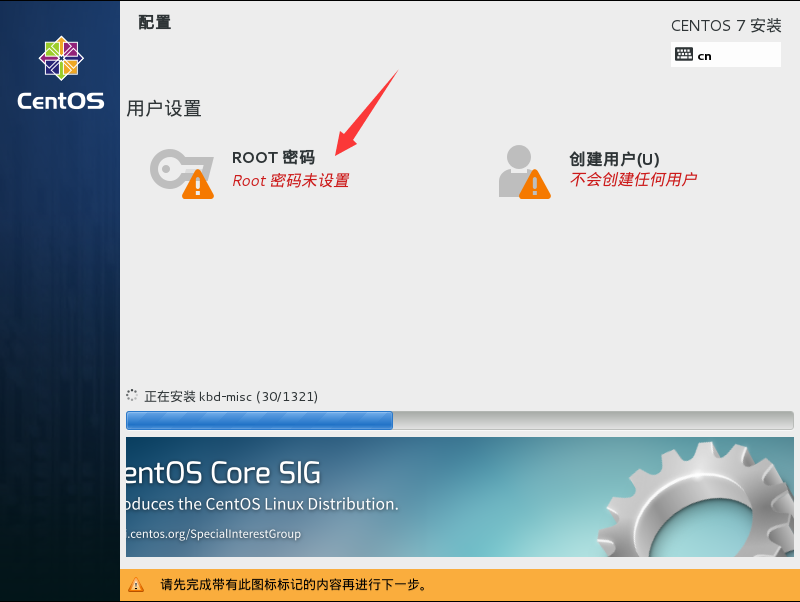 配置
CENTOS 7 安装
cn
CentOS
用户设置
ROOT 密码
Root 密码未设置
创建用户(U)
不会创建任何用户
正在安装 kbd-misc (30/1321)
entOS Core SIG
oduces the CentOS Linux Distribution.
.centos.org/SpecialInterestGroup
请先完成带有此图标标记的内容再进行下一步。